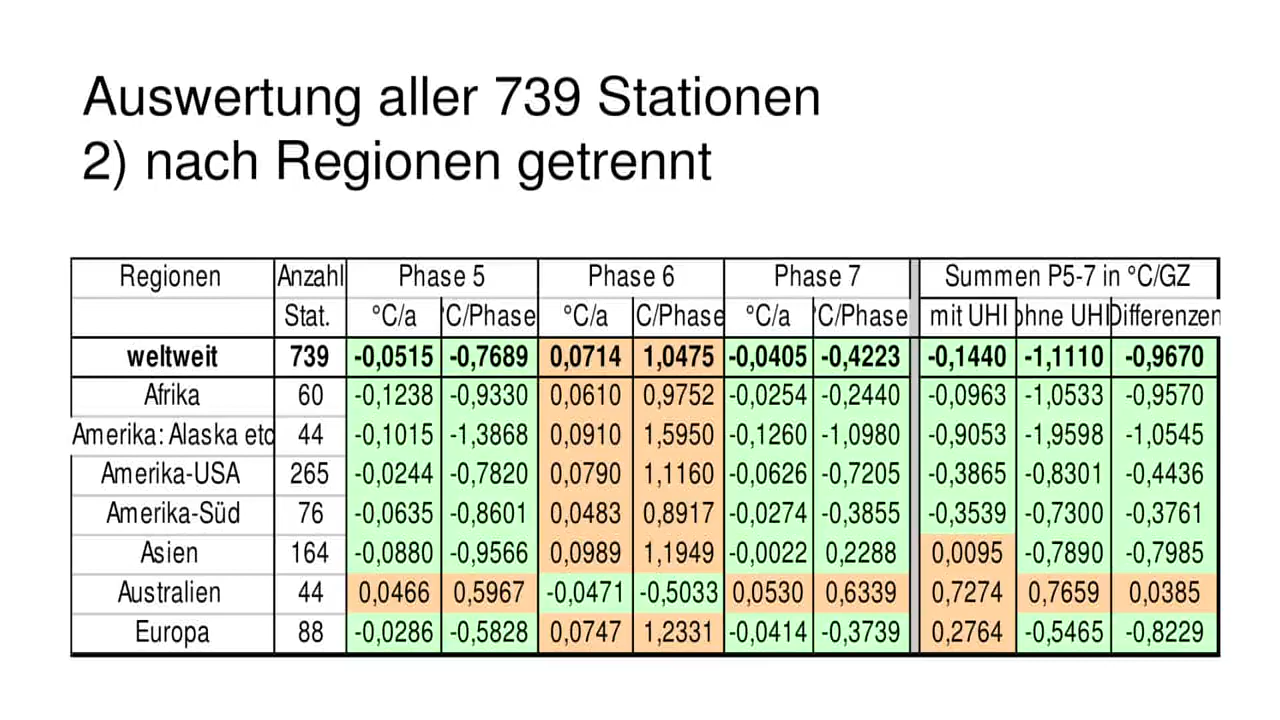 Auswertung aller 739 Stationen
2) nach Regionen getrennt
Regionen Anzahl Phase 5 Phase 6 Phase 7 Summen P5-7 in °C/GZ
Stat. °C/a °C/Phase °C/a C/Phase °C/a °C/Phase mit UHI ohne UHI Differenzen
weltweit 739 -0,0515 -0,7689 0,0714 1,0475 -0,0405 -0,4223 -0,1440 -1,1110 -0,9670
Afrika 60 -0,1238 -0,9330 0,0610 0,9752 -0,0254 -0,2440 -0,0963 -1,0533 -0,9570
Amerika: Alaska etc 44 -0,1015 -1,3868 0,0910 1,5950 -0,1260 -1,0980 -0,9053 -1,9598 -1,0545
Amerika-USA 265 -0,0244 -0,7820 0,0790 1,1160 -0,0626 -0,7205 -0,3865 -0,8301 -0,4436
Amerika-Süd 76 -0,0635 -0,8601 0,0483 0,8917 -0,0274 -0,3855 -0,3539 -0,7300 -0,3761
Asien 164 -0,0880 -0,9566 0,0989 1,1949 -0,0022 0,2288 0,0095 -0,7890 -0,7985
Australien 44 0,0466 0,5967 -0,0471 -0,5033 0,0530 0,6339 0,7274 0,7659 0,0385
Europa 88 -0,0286 -0,5828 0,0747 1,2331 -0,0414 -0,3739 0,2764 -0,5465 -0,8229